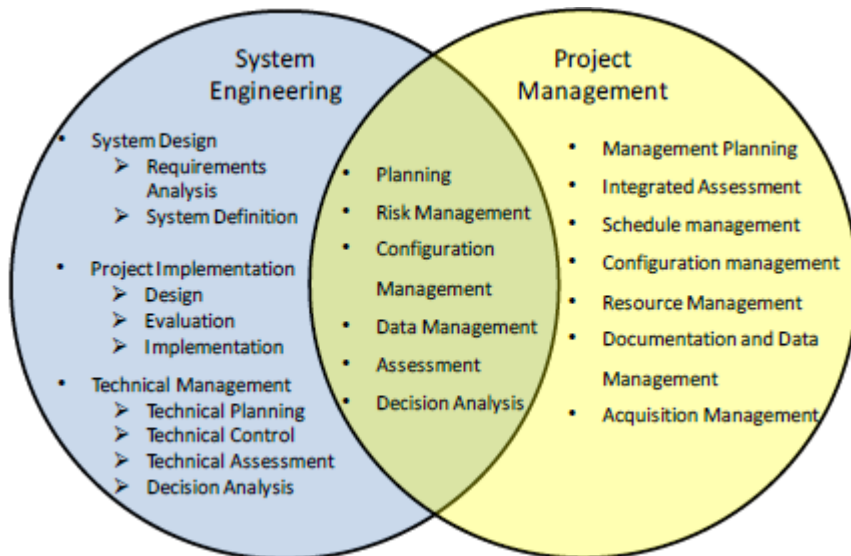 System
Engineering
• System Design
➢ Requirements
Analysis
➢ System Definition
• Project Implementation
➢ Design
➢ Evaluation
➢ Implementation
• Technical Management
➢ Technical Planning
➢ Technical Control
➢ Technical Assessment
➢ Decision Analysis
• Planning
• Risk Management
• Configuration
Management
• Data Management
• Assessment
• Decision Analysis
Project
Management
• Management Planning
• Integrated Assessment
• Schedule management
• Configuration management
• Resource Management
• Documentation and Data
Management
• Acquisition Management